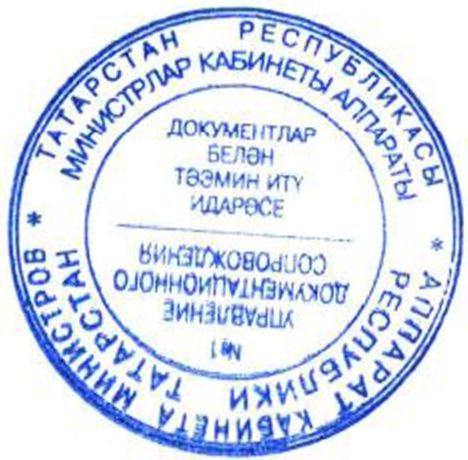 ТАТАРСТАН РЕСПУБЛИКАСЫ
МИНИСТРЛАР КАБИНЕТЫ АППАРАТЫ
ДОКУМЕНТЛАР
БЕЛӘН
ТӘЭМИН ИТҮ
ИДАРӘСЕ
* АППАРАТ КАБИНЕТА МИНИСТРОВ *
РЕСПУБЛИКИ ТАТАРСТАН
№1
УПРАВЛЕНИЕ
ДОКУМЕНТАЦИОННОГО
СОПРОВОЖДЕНИЯ